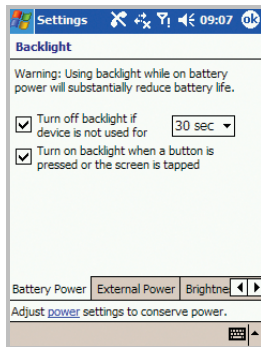 Settings 09:07 ok
Backlight
Warning: Using backlight while on battery
power will substantially reduce battery life.
Turn off backlight if
device is not used for 30 sec
Turn on backlight when a button is
pressed or the screen is tapped
Battery Power External Power Brightne
Adjust power settings to conserve power.